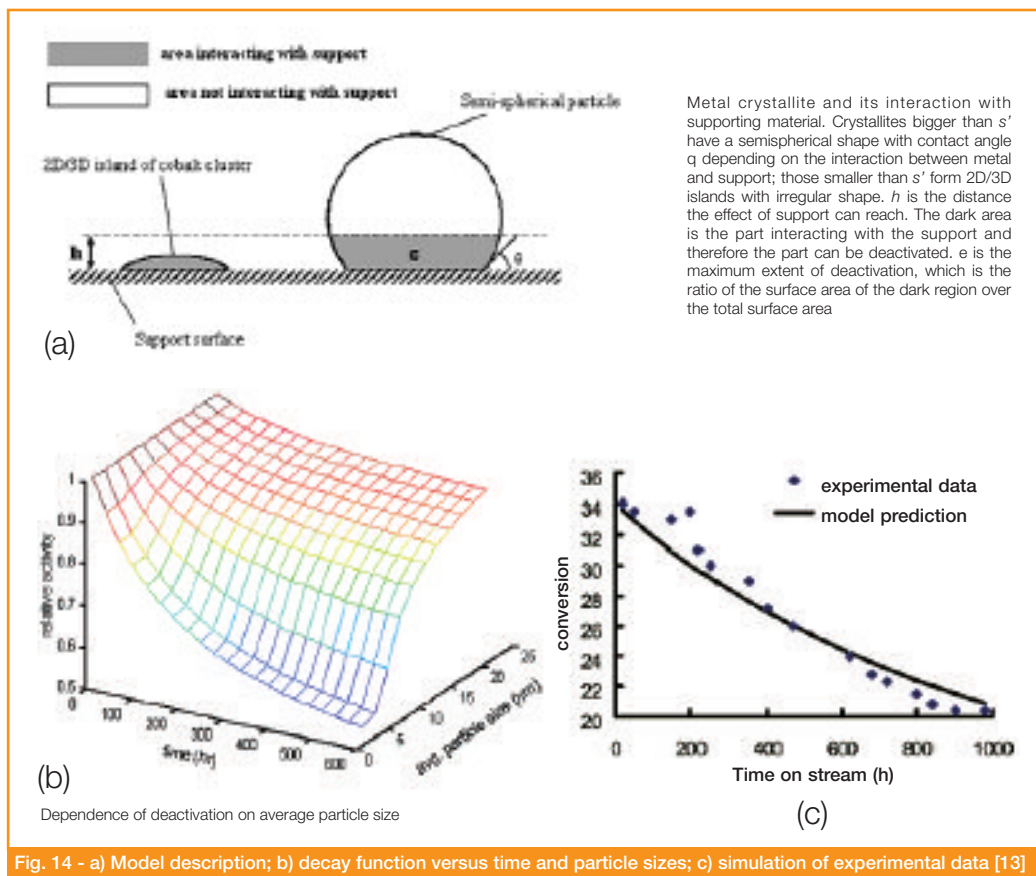 area interacting with support
area not interacting with support
Semi-spherical particle
2D/3D island of cobalt cluster
h
e
θ
Support surface
(a)
Metal crystallite and its interaction with
supporting material. Crystallites bigger than s'
have a semispherical shape with contact angle
q depending on the interaction between metal
and support; those smaller than s' form 2D/3D
islands with irregular shape. h is the distance
the effect of support can reach. The dark area
is the part interacting with the support and
therefore the part can be deactivated. e is the
maximum extent of deactivation, which is the
ratio of the surface area of the dark region over
the total surface area
1
0.9
0.8
0.7
0.6
0.5
relative activity
0
100
200
300
400
500
600
time (hr)
0
5
10
15
20
25
avg. particle size (nm)
(b)
Dependence of deactivation on average particle size
36
34
32
30
28
26
24
22
20
conversion
experimental data
model prediction
0
200
400
600
800
1000
Time on stream (h)
(c)
Fig. 14 - a) Model description; b) decay function versus time and particle sizes; c) simulation of experimental data [13]